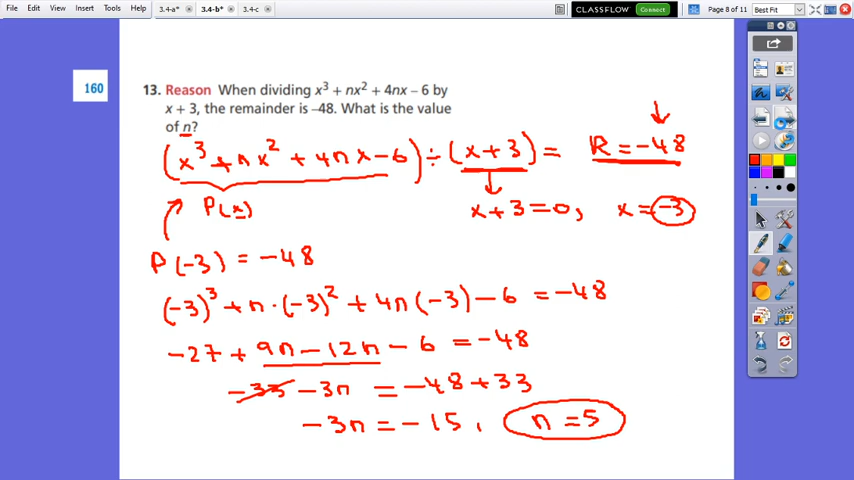 File Edit View Insert Tools Help 3.4-a* 3.4-b* 3.4-c CLASSFLOW Connect Page 8 of 11 Best Fit
160
13. Reason When dividing x³ + nx² + 4nx – 6 by
x + 3, the remainder is –48. What is the value
of n?
(x³ + nx² + 4nx – 6) ÷ (x + 3) = R = –48
P(x)
x + 3 = 0, x = –3
P(–3) = –48
(–3)³ + n · (–3)² + 4n(–3) – 6 = –48
–27 + 9n – 12n – 6 = –48
–33 – 3n = –48 + 33
–3n = –15, n = 5